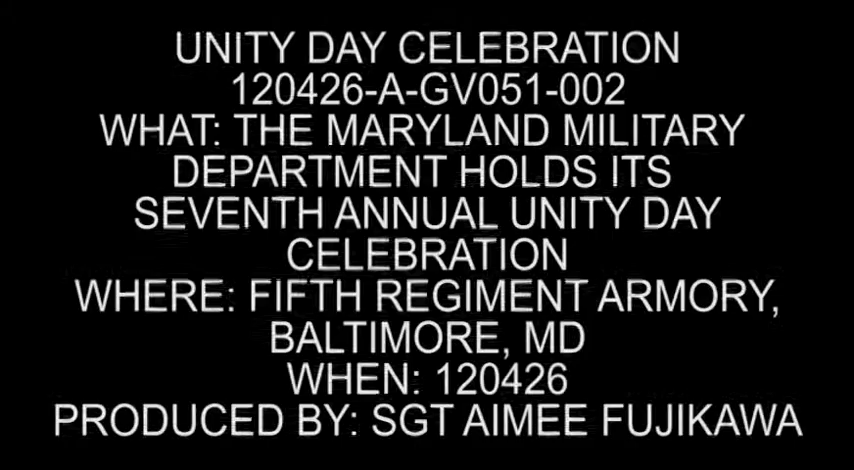 UNITY DAY CELEBRATION
120426-A-GV051-002
WHAT: THE MARYLAND MILITARY
DEPARTMENT HOLDS ITS
SEVENTH ANNUAL UNITY DAY
CELEBRATION
WHERE: FIFTH REGIMENT ARMORY,
BALTIMORE, MD
WHEN: 120426
PRODUCED BY: SGT AIMEE FUJIKAWA